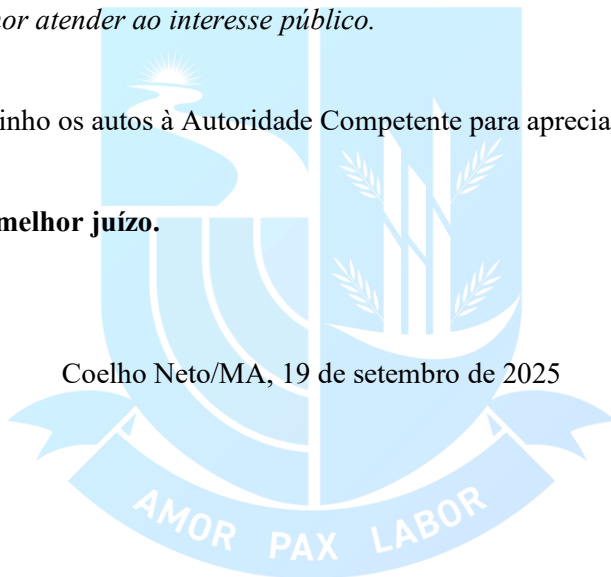 or atender ao interesse público.
inho os autos à Autoridade Competente para aprecia
melhor juízo.
Coelho Neto/MA, 19 de setembro de 2025
AMOR PAX LABOR